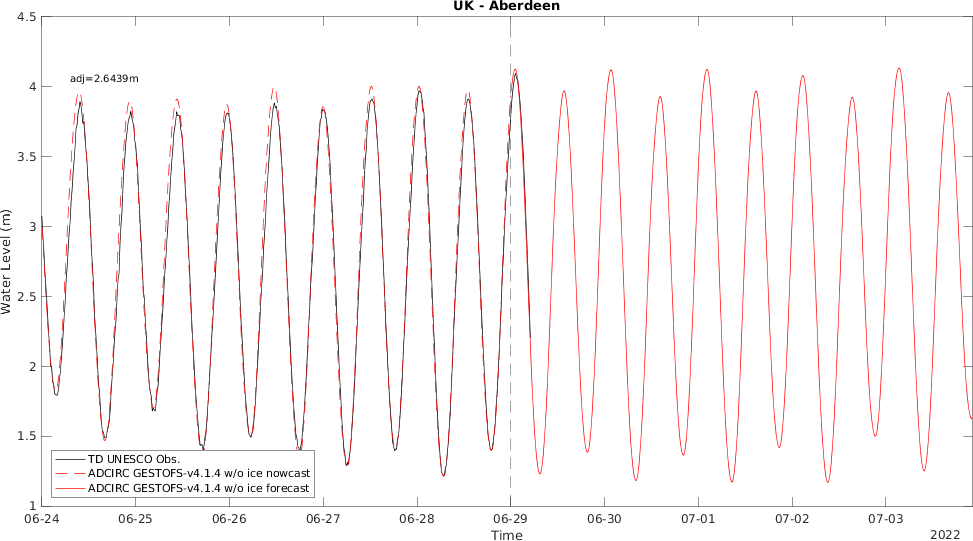 UK - Aberdeen
adj=2.6439m
4.5
4
3.5
3
2.5
2
1.5
1
Water Level (m)
TD UNESCO Obs.
ADCIRC GESTOFS-v4.1.4 w/o ice nowcast
ADCIRC GESTOFS-v4.1.4 w/o ice forecast
06-24 06-25 06-26 06-27 06-28 06-29 06-30 07-01 07-02 07-03
Time
2022